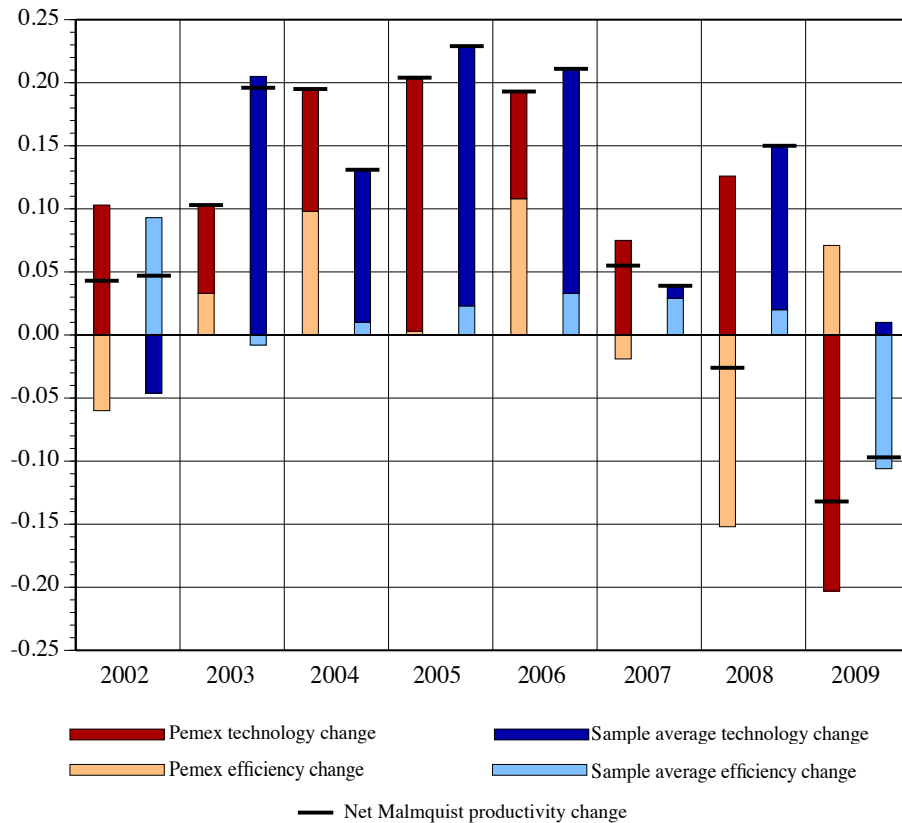 0.25
0.20
0.15
0.10
0.05
0.00
-0.05
-0.10
-0.15
-0.20
-0.25
2002 2003 2004 2005 2006 2007 2008 2009
Pemex technology change Sample average technology change
Pemex efficiency change Sample average efficiency change
Net Malmquist productivity change